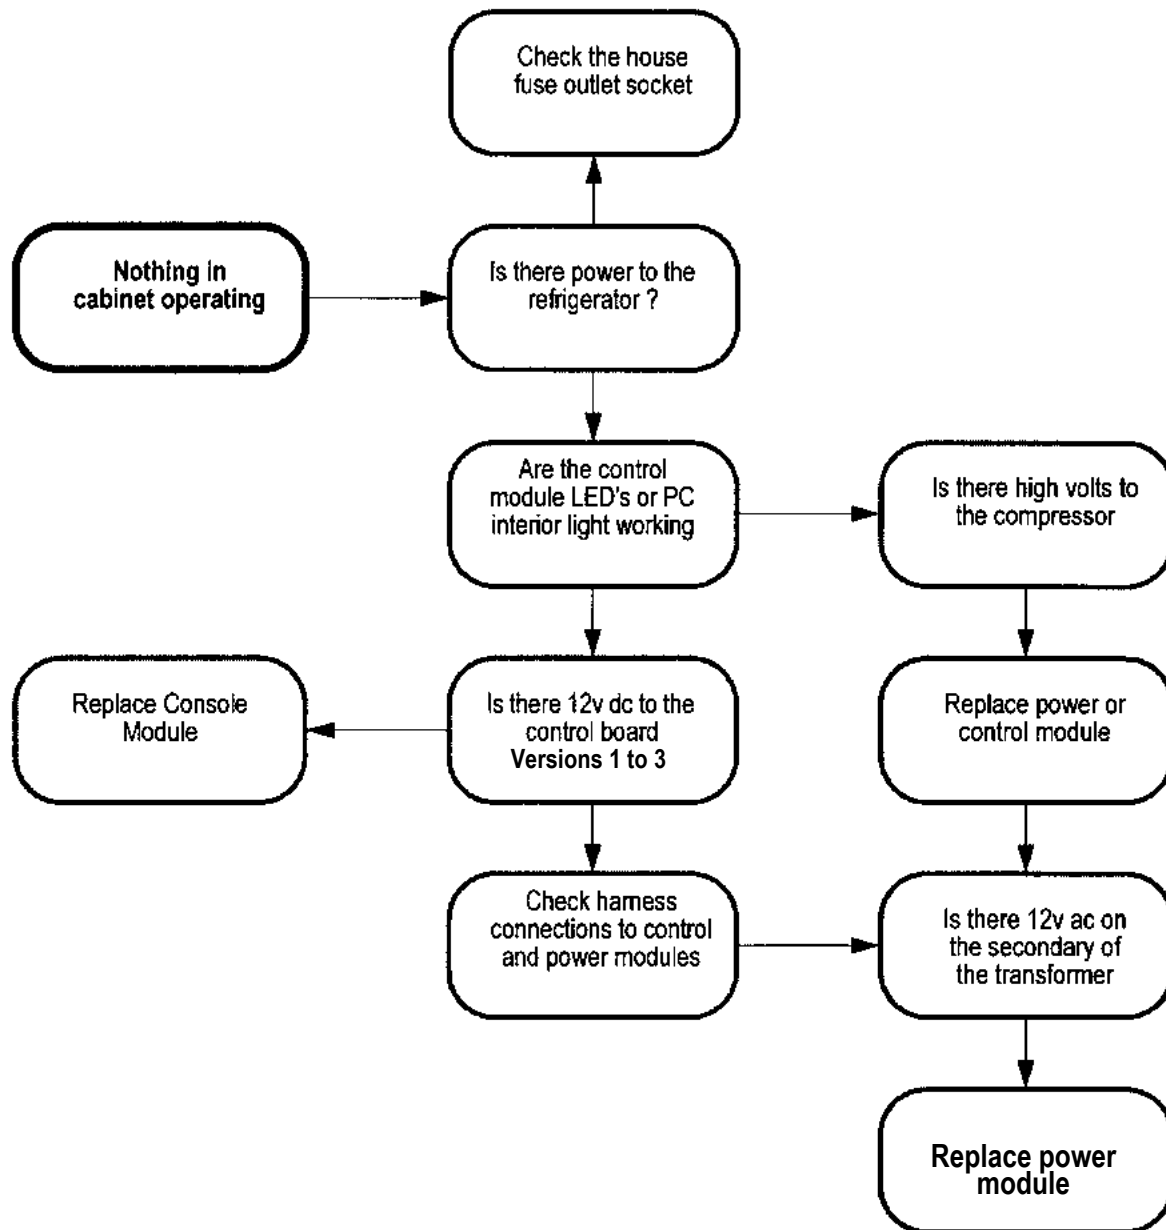 Check the house
fuse outlet socket
Nothing in
cabinet operating
Is there power to the
refrigerator ?
Are the control
module LED's or PC
interior light working
Is there high volts to
the compressor
Replace Console
Module
Is there 12v dc to the
control board
Versions 1 to 3
Replace power or
control module
Check harness
connections to control
and power modules
Is there 12v ac on
the secondary of
the transformer
Replace power
module